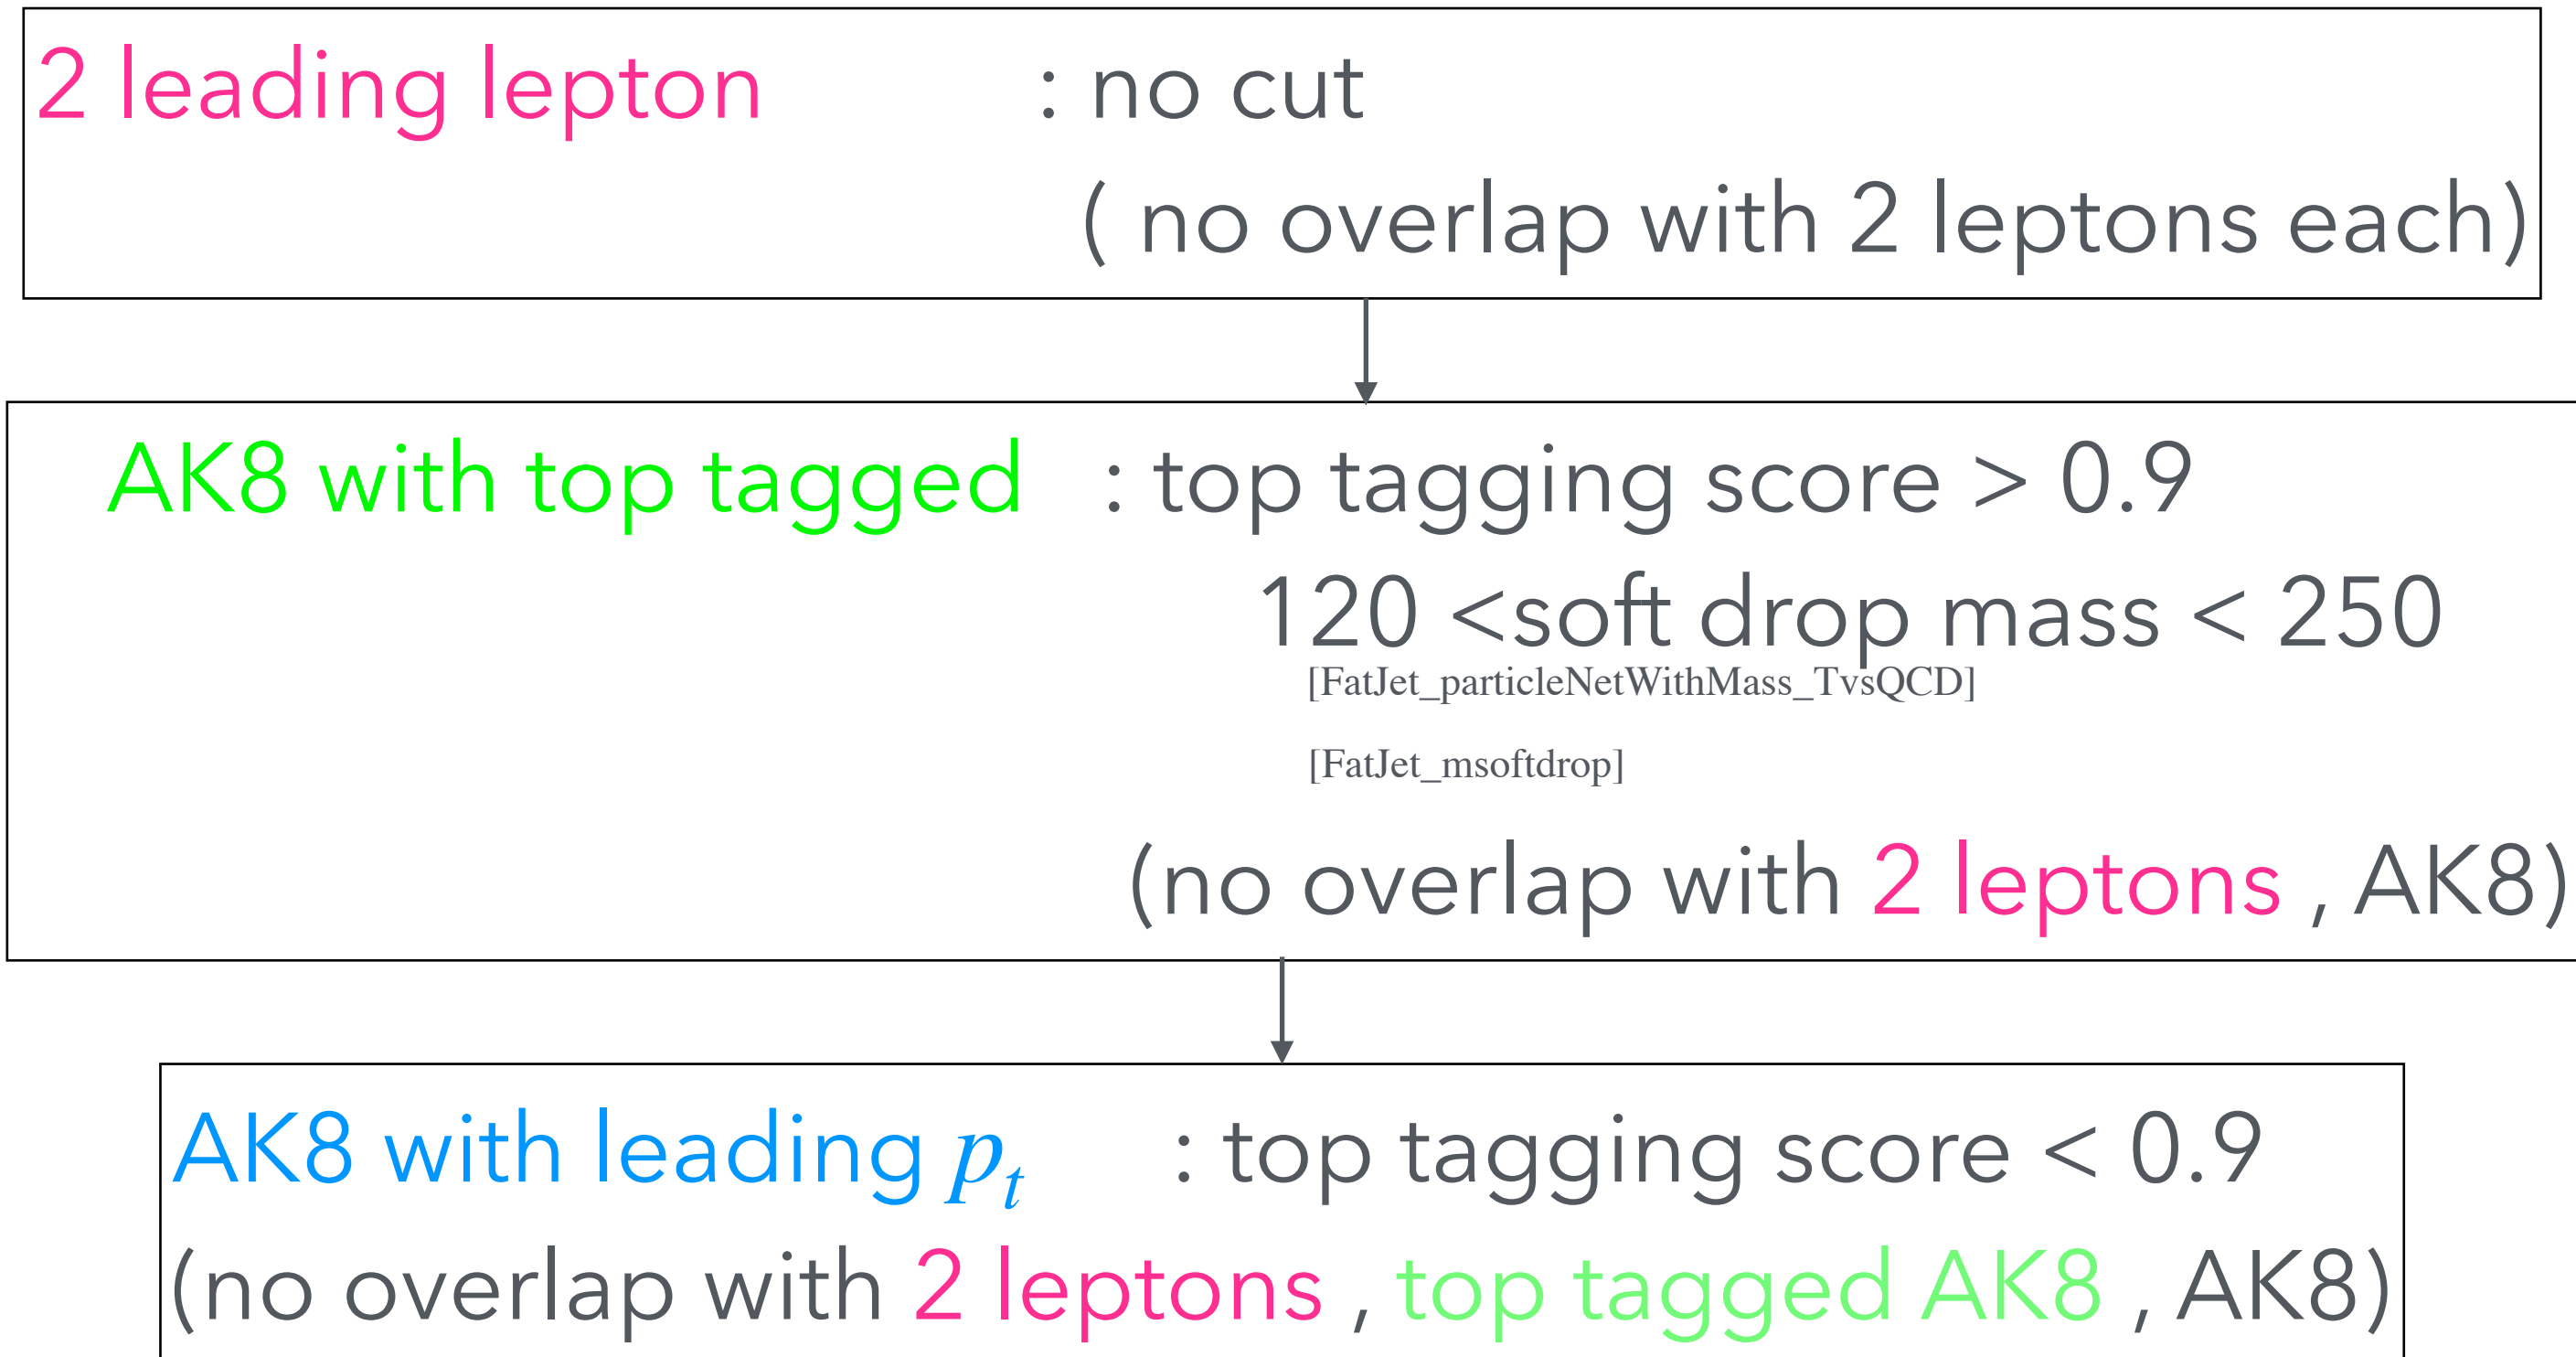 2 leading lepton : no cut
( no overlap with 2 leptons each)
AK8 with top tagged : top tagging score > 0.9
120 <soft drop mass < 250
[FatJet_particleNetWithMass_TvsQCD]
[FatJet_msoftdrop]
(no overlap with 2 leptons , AK8)
AK8 with leading p_t : top tagging score < 0.9
(no overlap with 2 leptons , top tagged AK8 , AK8)